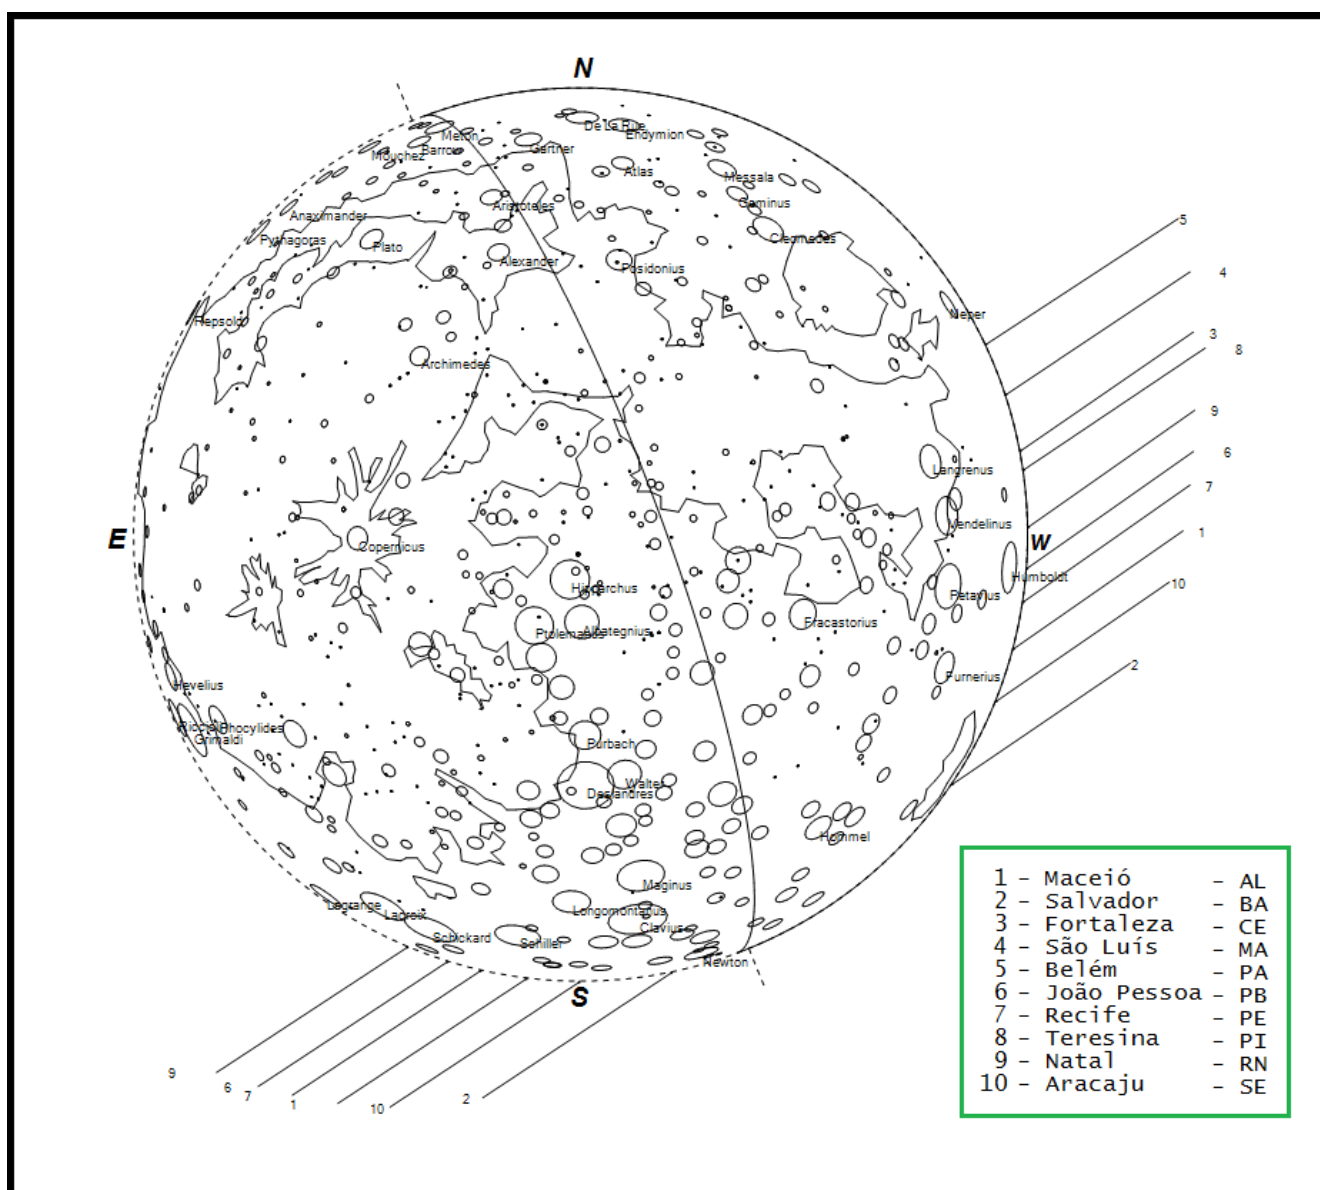 N
De La Rue
Endymion
Meton
Barrow
Mouchez
Gartner
Atlas
Messala
Geminus
Aristoteles
Anaximander
Cleomedes
5
Pythagoras
Plato
Alexander
Posidonius
4
Neper
Hepsold
3
8
Archimedes
9
6
Langrenus
7
Vendelinus
1
E
Copernicus
W
Humboldt
10
Hipparchus
Petavius
Ptolemaeus
Albategnius
Fracastorius
2
Hevelius
Furnerius
Riccioli
Phocylides
Grimaldi
Purbach
Walter
Deslandres
Hommel
Maginus
Lagrange
Lacroix
Longomontanus
Clavius
Schickard
Schiller
Newton
S
9
6
7
1
10
2
1 - Maceió - AL
2 - Salvador - BA
3 - Fortaleza - CE
4 - São Luís - MA
5 - Belém - PA
6 - João Pessoa - PB
7 - Recife - PE
8 - Teresina - PI
9 - Natal - RN
10 - Aracaju - SE